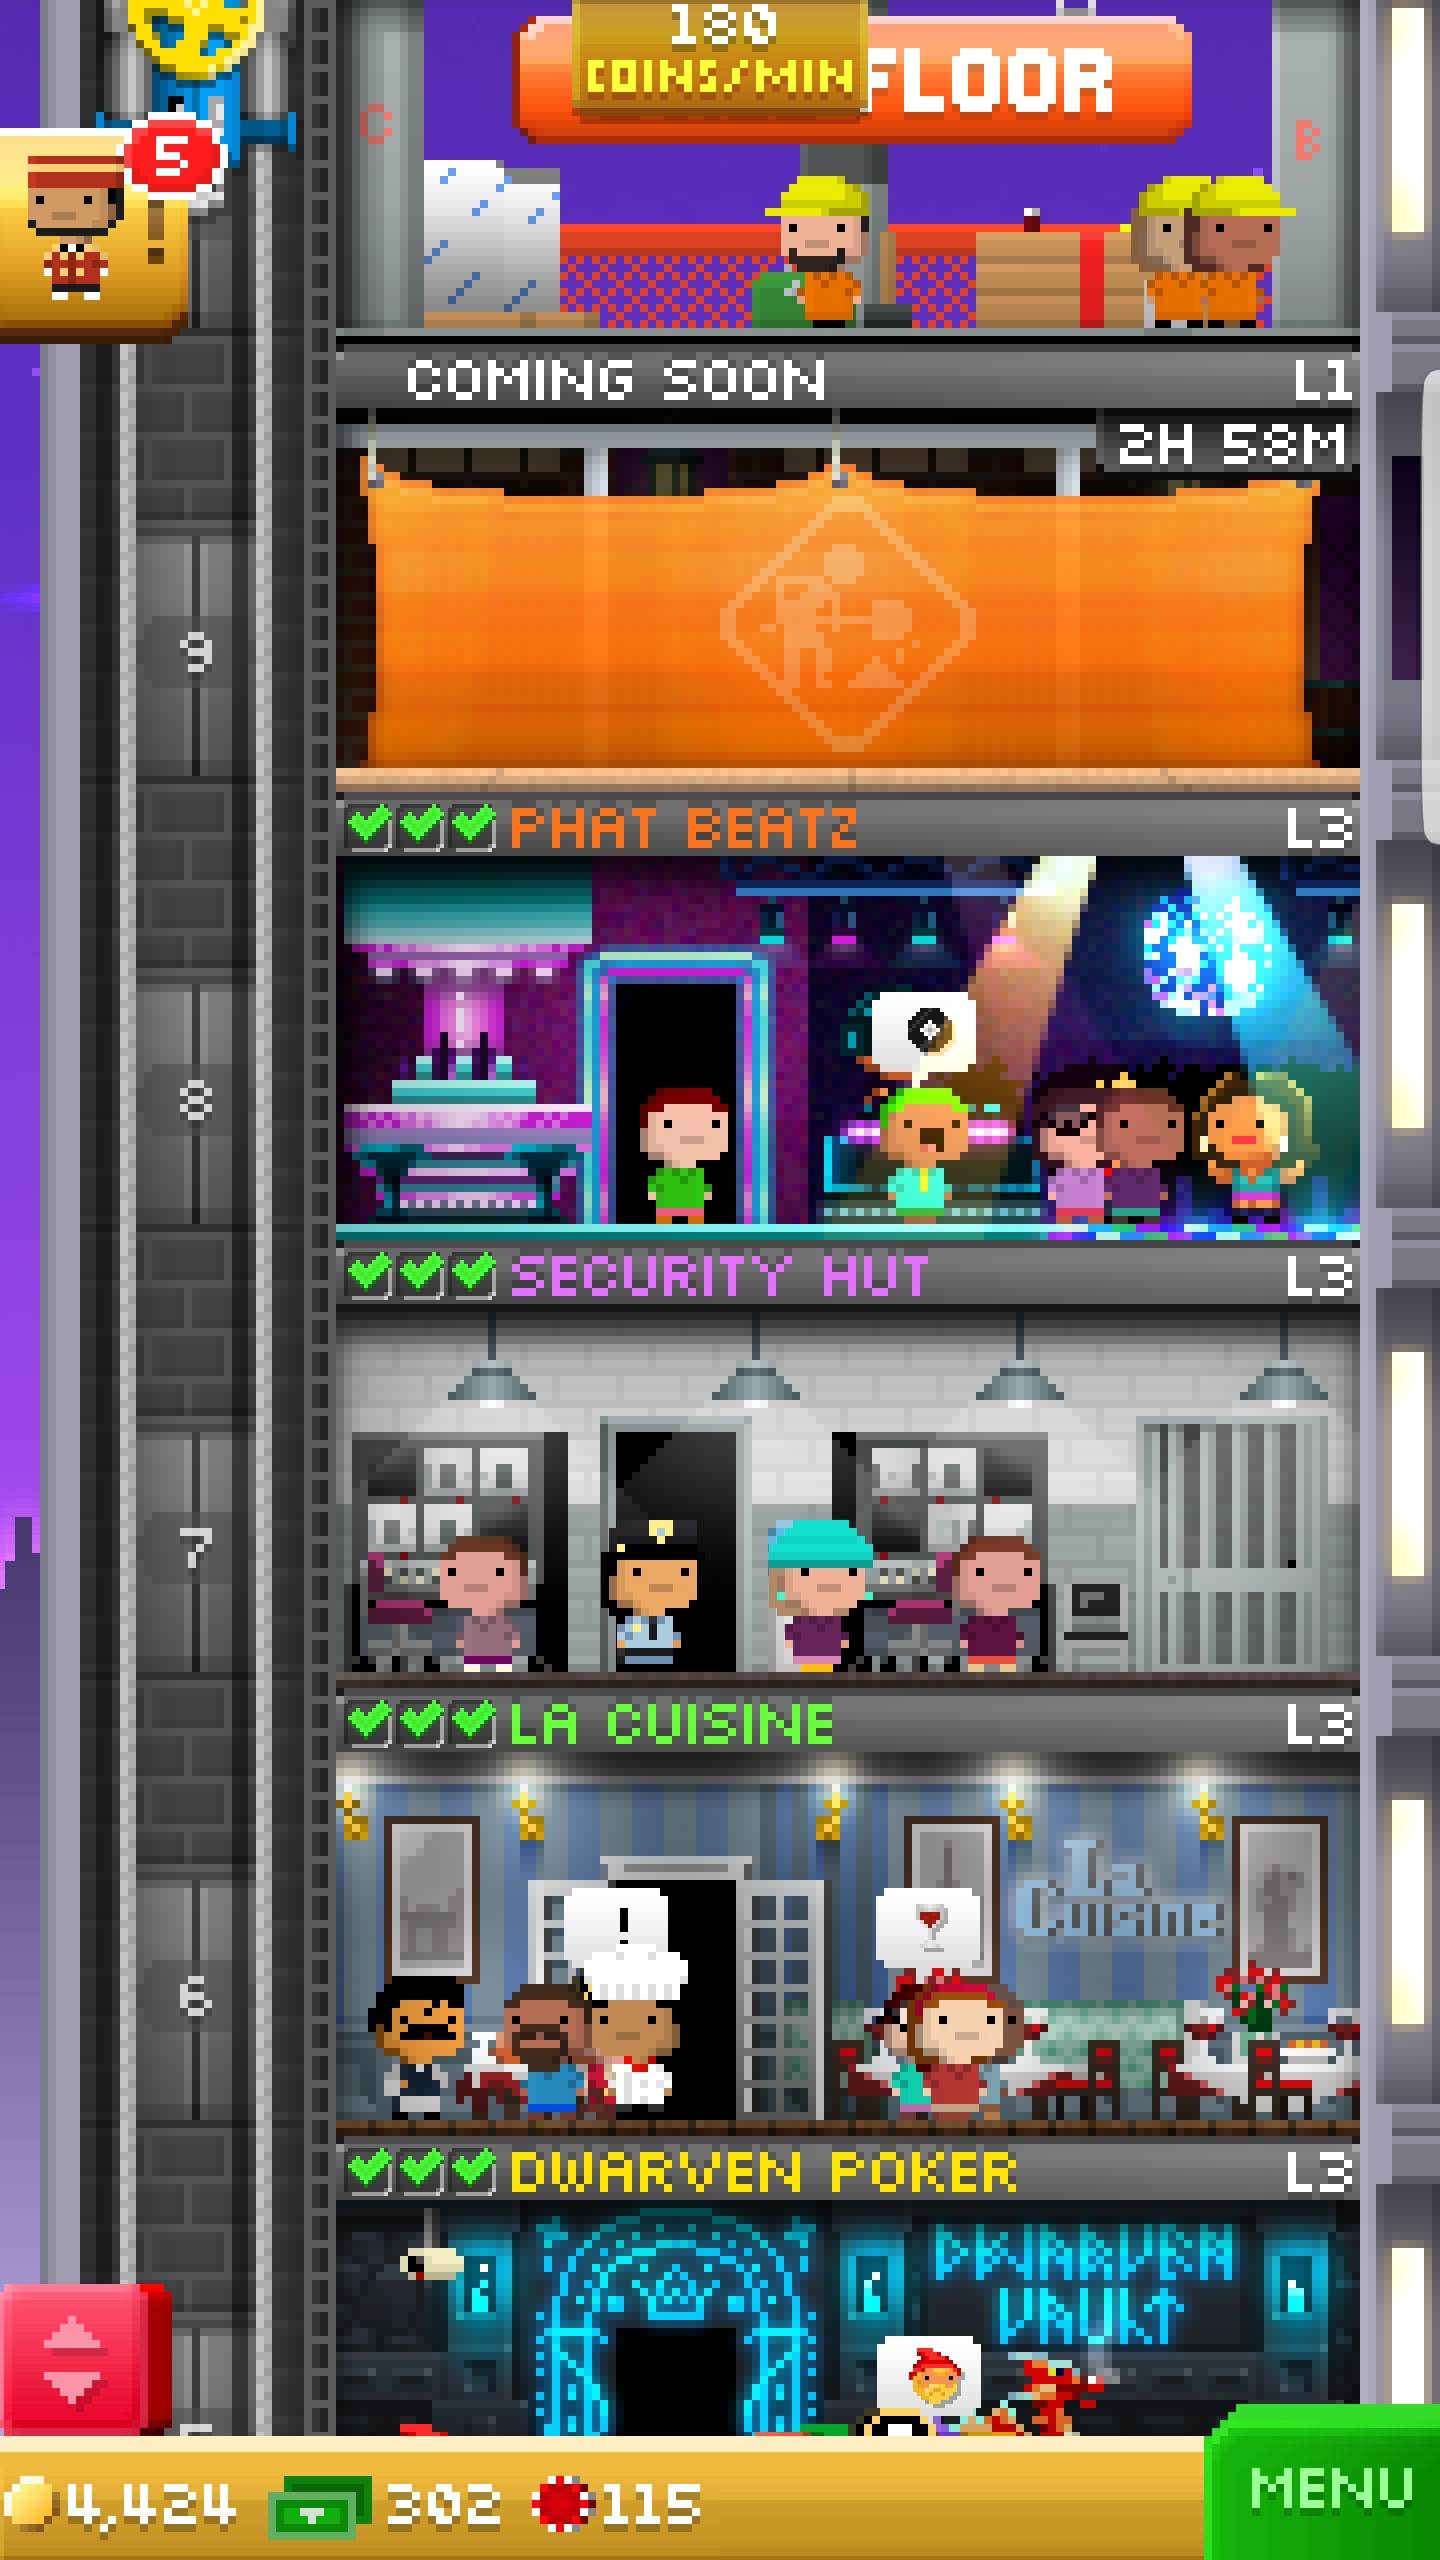 180
COINS/MIN
FLOOR
C
B
5
!
COMING SOON L1
2H 58M
9
PHAT BEATZ L3
8
SECURITY HUT L3
7
LA CUISINE L3
!
La
Cuisine
6
DWARVEN POKER L3
DWARVEN
VAULT
4,424 302 115
MENU